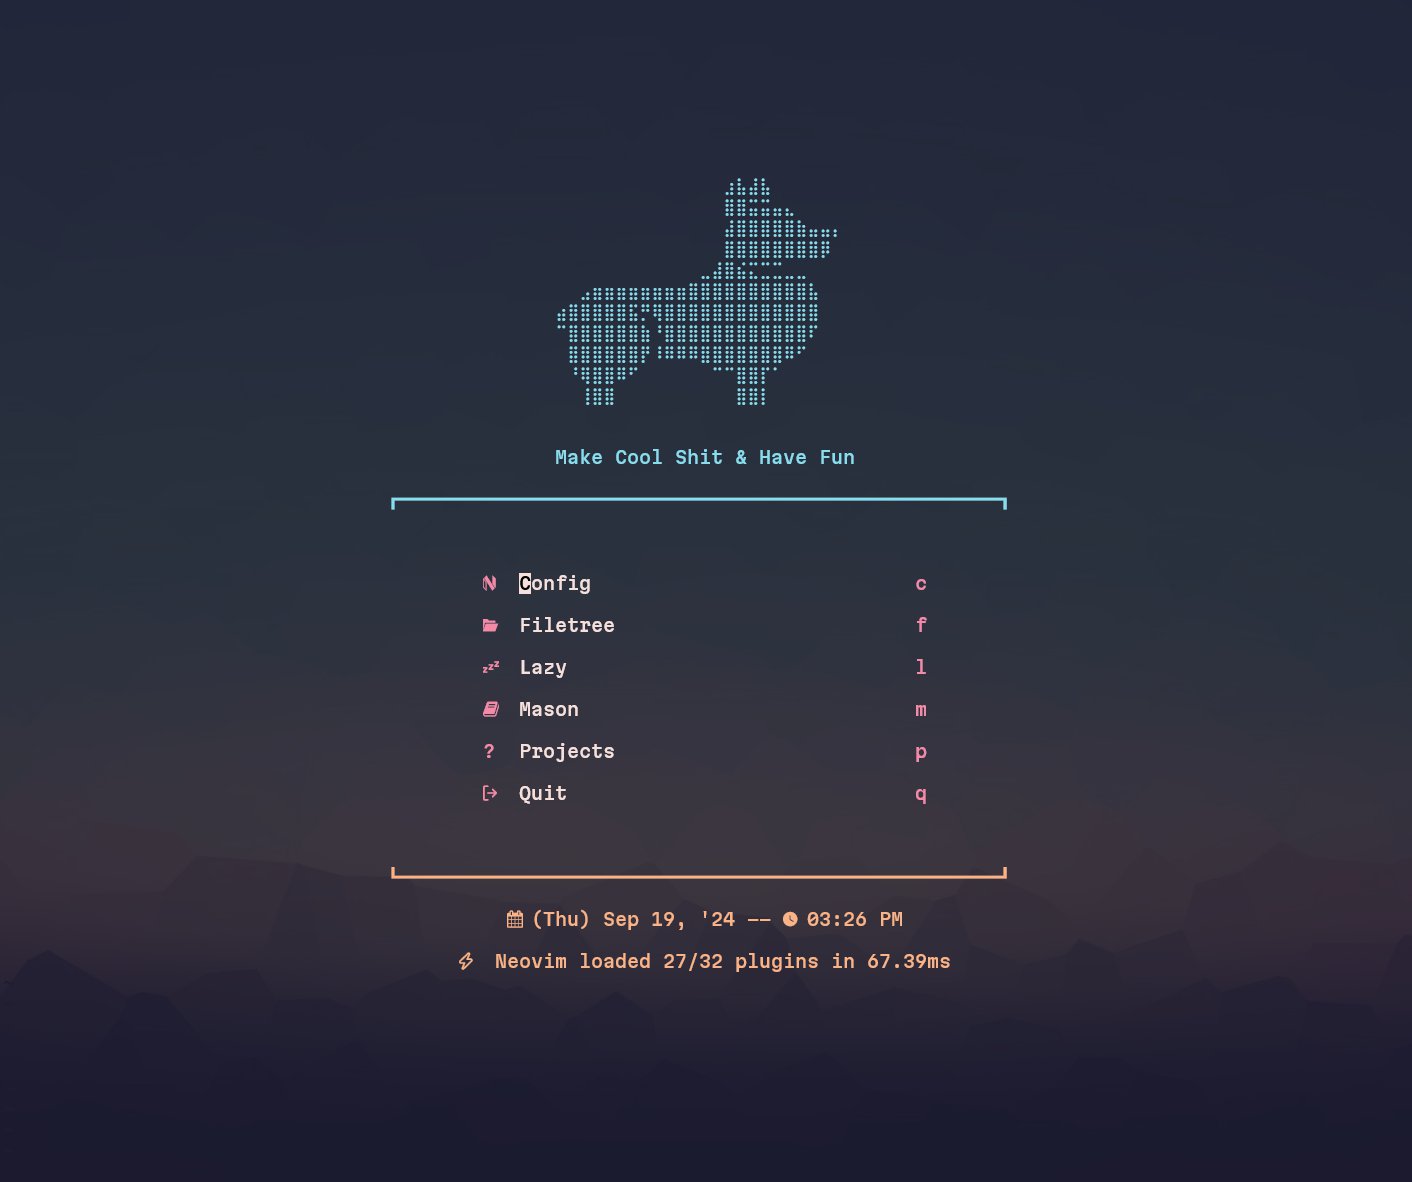 Make Cool Shit & Have Fun
Config c
Filetree f
Lazy l
Mason m
? Projects p
Quit q
(Thu) Sep 19, '24 -- 03:26 PM
Neovim loaded 27/32 plugins in 67.39ms